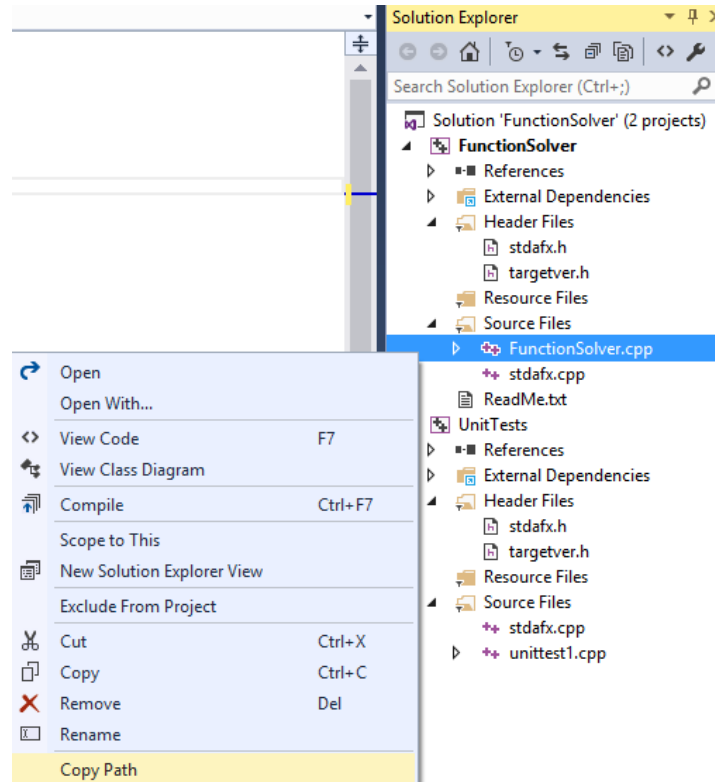 Solution Explorer
Search Solution Explorer (Ctrl+;)
Solution 'FunctionSolver' (2 projects)
FunctionSolver
References
External Dependencies
Header Files
stdafx.h
targetver.h
Resource Files
Source Files
FunctionSolver.cpp
stdafx.cpp
ReadMe.txt
UnitTests
References
External Dependencies
Header Files
stdafx.h
targetver.h
Resource Files
Source Files
stdafx.cpp
unittest1.cpp
Open
Open With...
View Code F7
View Class Diagram
Compile Ctrl+F7
Scope to This
New Solution Explorer View
Exclude From Project
Cut Ctrl+X
Copy Ctrl+C
Remove Del
Rename
Copy Path